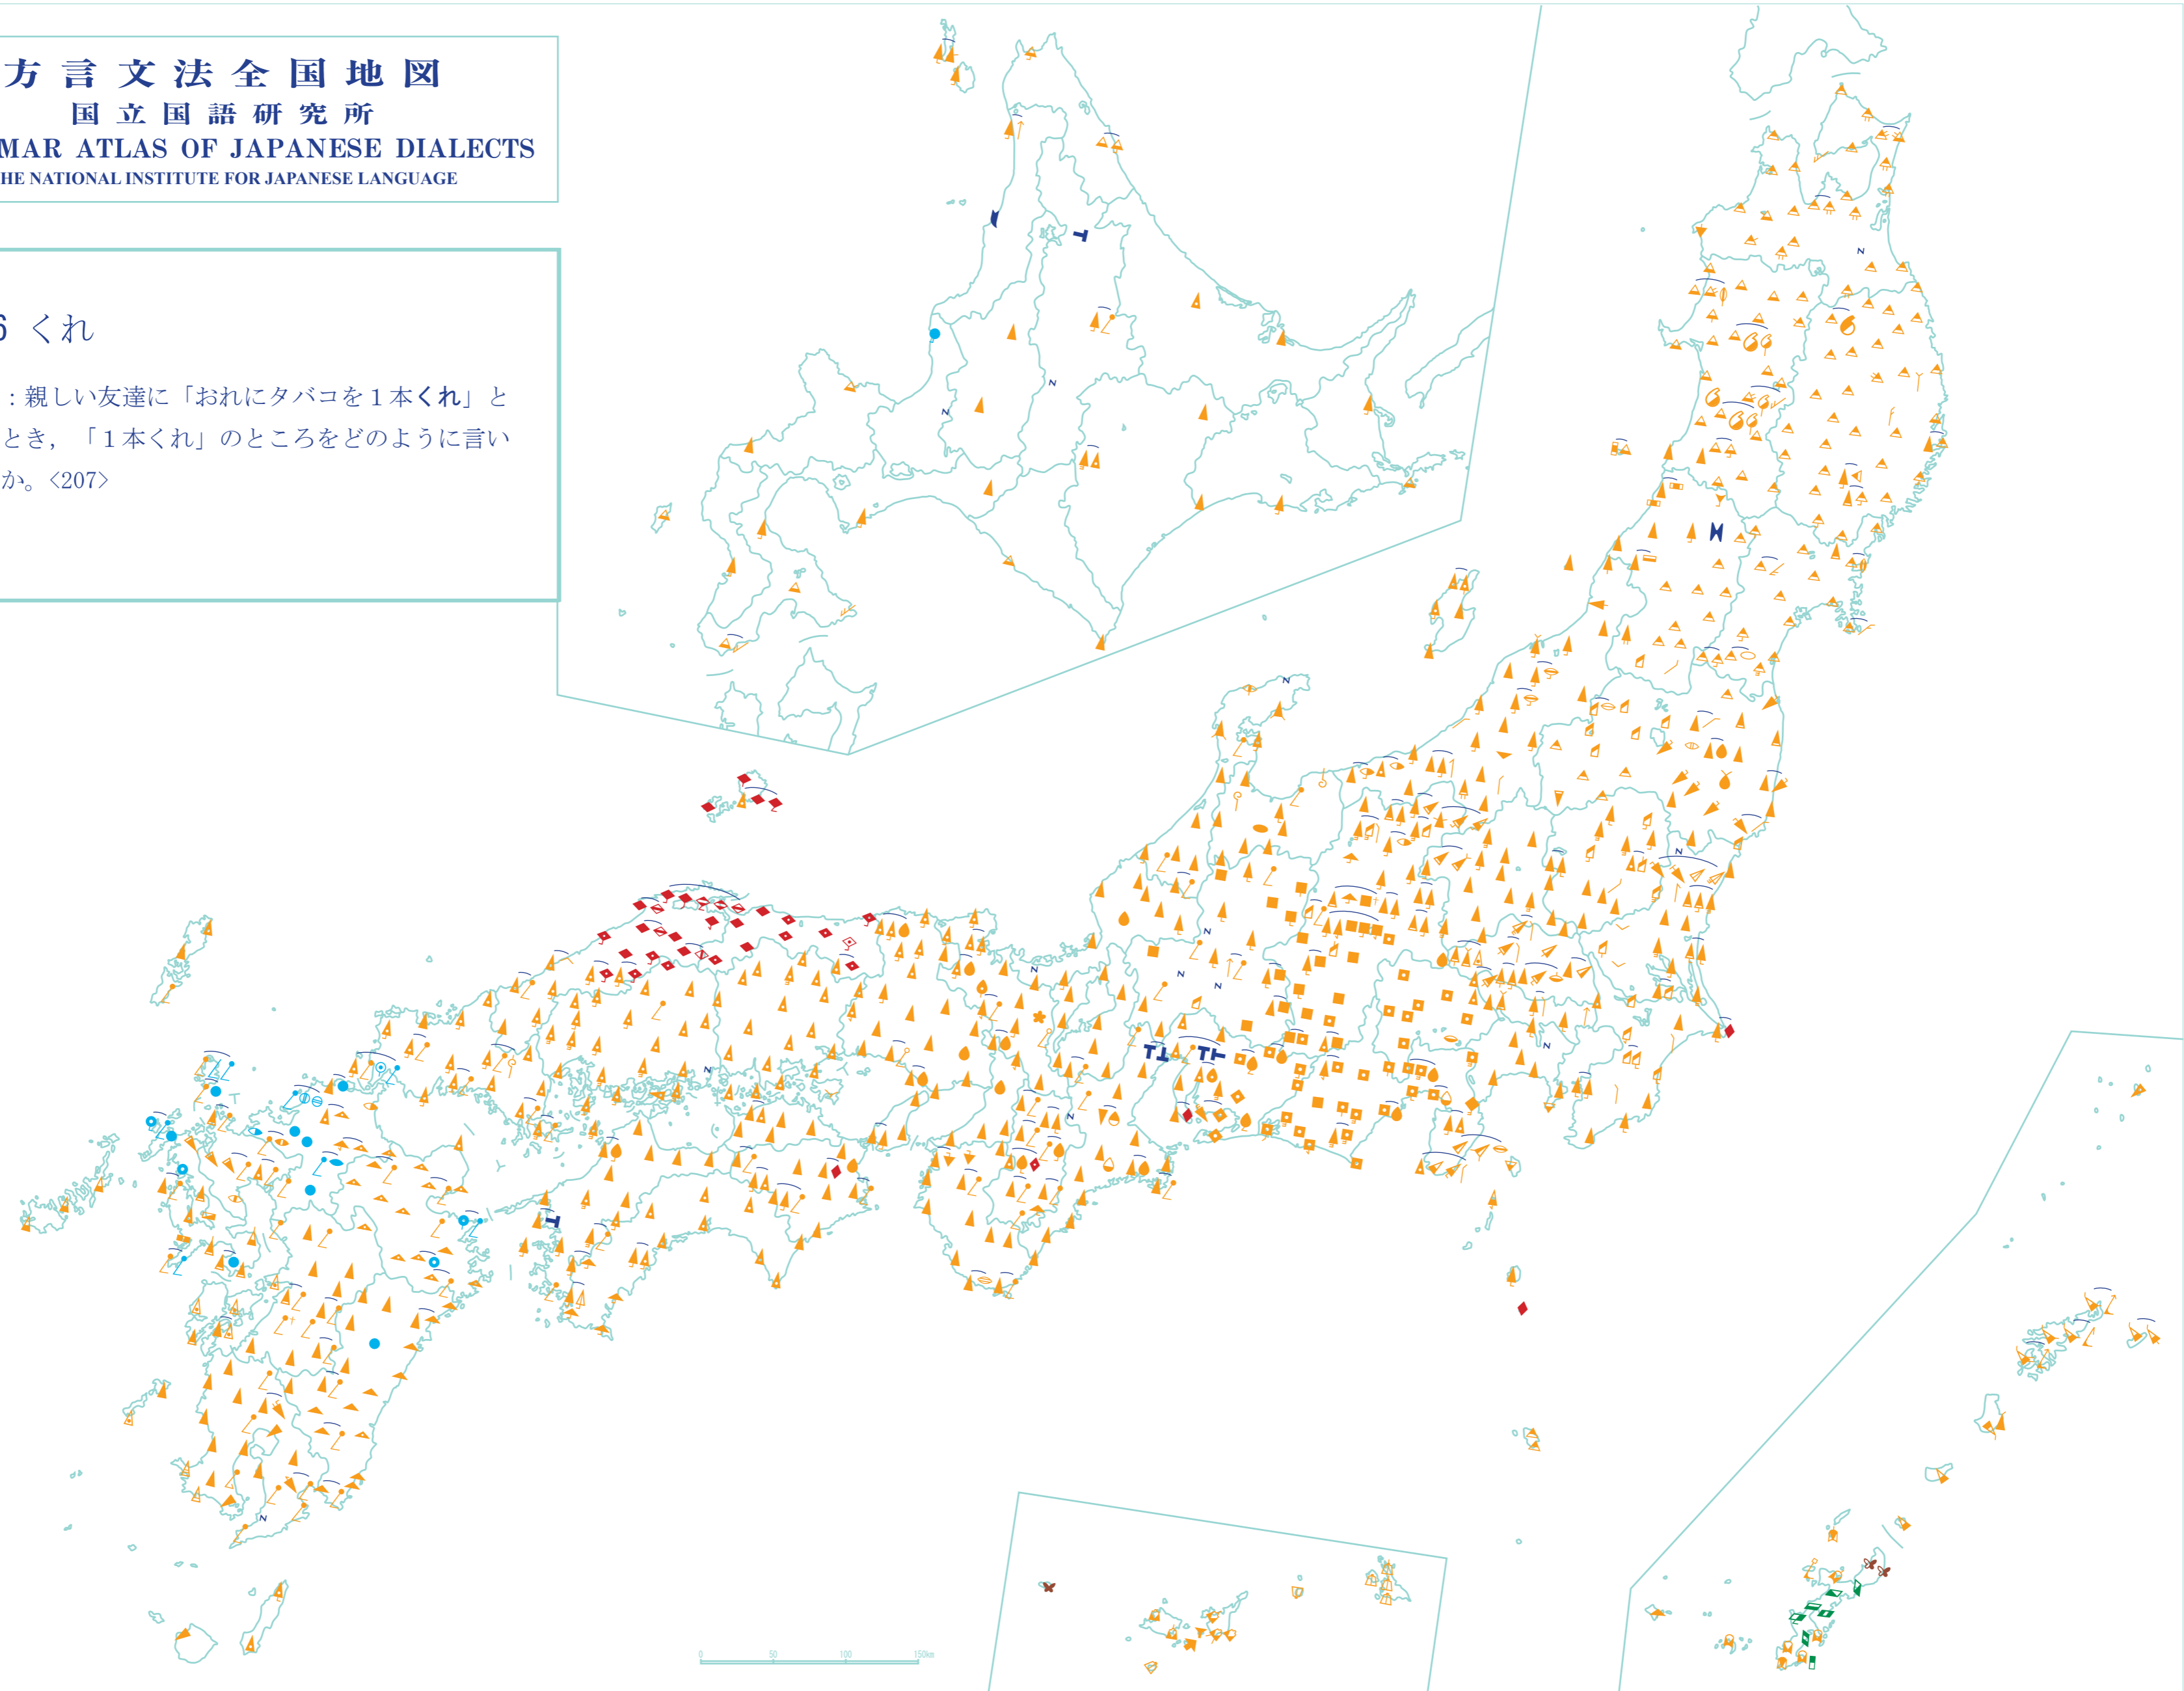 方言文法全国地図
国立国語研究所
MAR ATLAS OF JAPANESE DIALECTS
HE NATIONAL INSTITUTE FOR JAPANESE LANGUAGE
6 くれ
：親しい友達に「おれにタバコを１本くれ」と
とき，「１本くれ」のところをどのように言い
か。<207>
0 50 100 150km